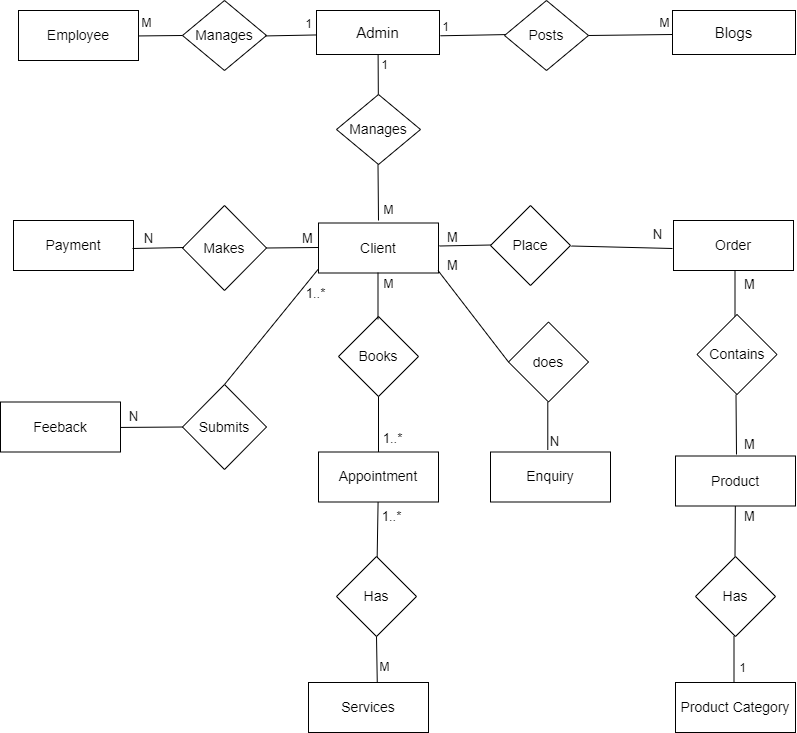 Employee
M
Manages
1
Admin
1
Posts
M
Blogs
1
Manages
M
Payment
N
Makes
M
Client
M
Place
N
Order
M
1..*
M
M
Books
does
Contains
Feeback
N
Submits
1..*
N
M
Appointment
Enquiry
Product
1..*
M
Has
Has
M
1
Services
Product Category